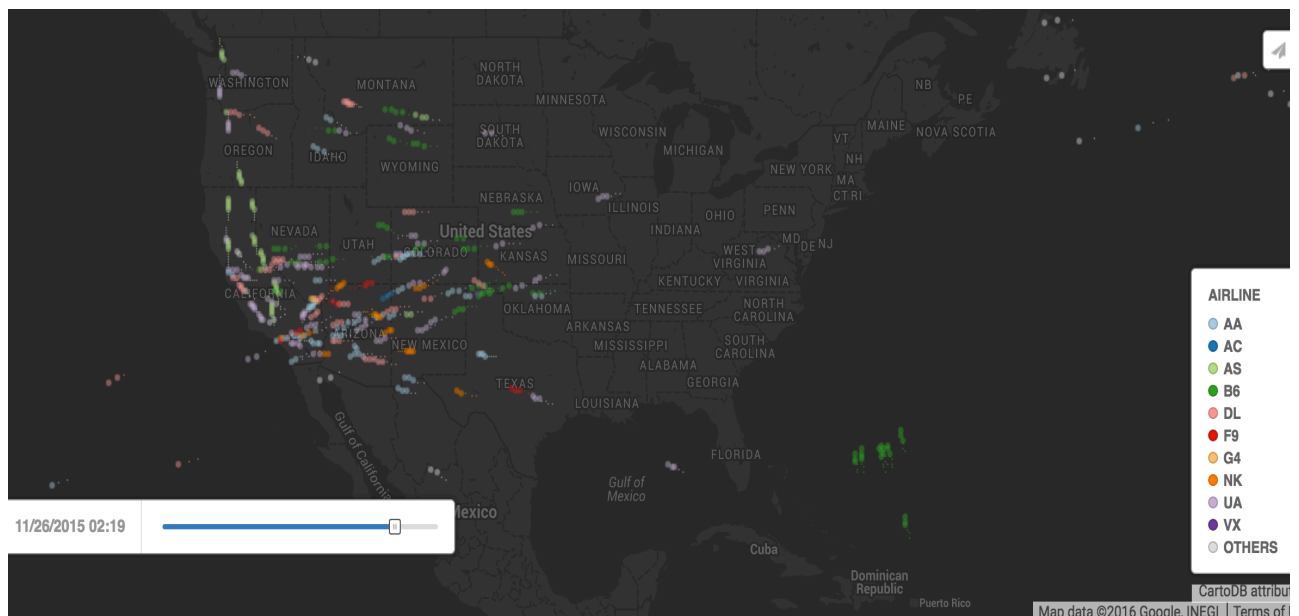 NB
PE
WASHINGTON
MONTANA
NORTH
DAKOTA
MINNESOTA
SOUTH
DAKOTA
WISCONSIN
MICHIGAN
MAINE
NOVA SCOTIA
VT
NH
MA
CT RI
OREGON
IDAHO
WYOMING
NEW YORK
NEBRASKA
IOWA
ILLINOIS
INDIANA
OHIO
PENN
MD
DE
NJ
NEVADA
UTAH
United States
COLORADO
KANSAS
MISSOURI
WEST
VIRGINIA
KENTUCKY
VIRGINIA
CALIFORNIA
ARIZONA
NEW MEXICO
OKLAHOMA
ARKANSAS
TENNESSEE
NORTH
CAROLINA
MISSISSIPPI
SOUTH
CAROLINA
ALABAMA
GEORGIA
TEXAS
LOUISIANA
FLORIDA
Gulf of California
Gulf of
Mexico
Mexico
Cuba
Dominican
Republic
Puerto Rico
11/26/2015 02:19
AIRLINE
AA
AC
AS
B6
DL
F9
G4
NK
UA
VX
OTHERS
CartoDB attribut
Map data ©2016 Google, INEGI
Terms of